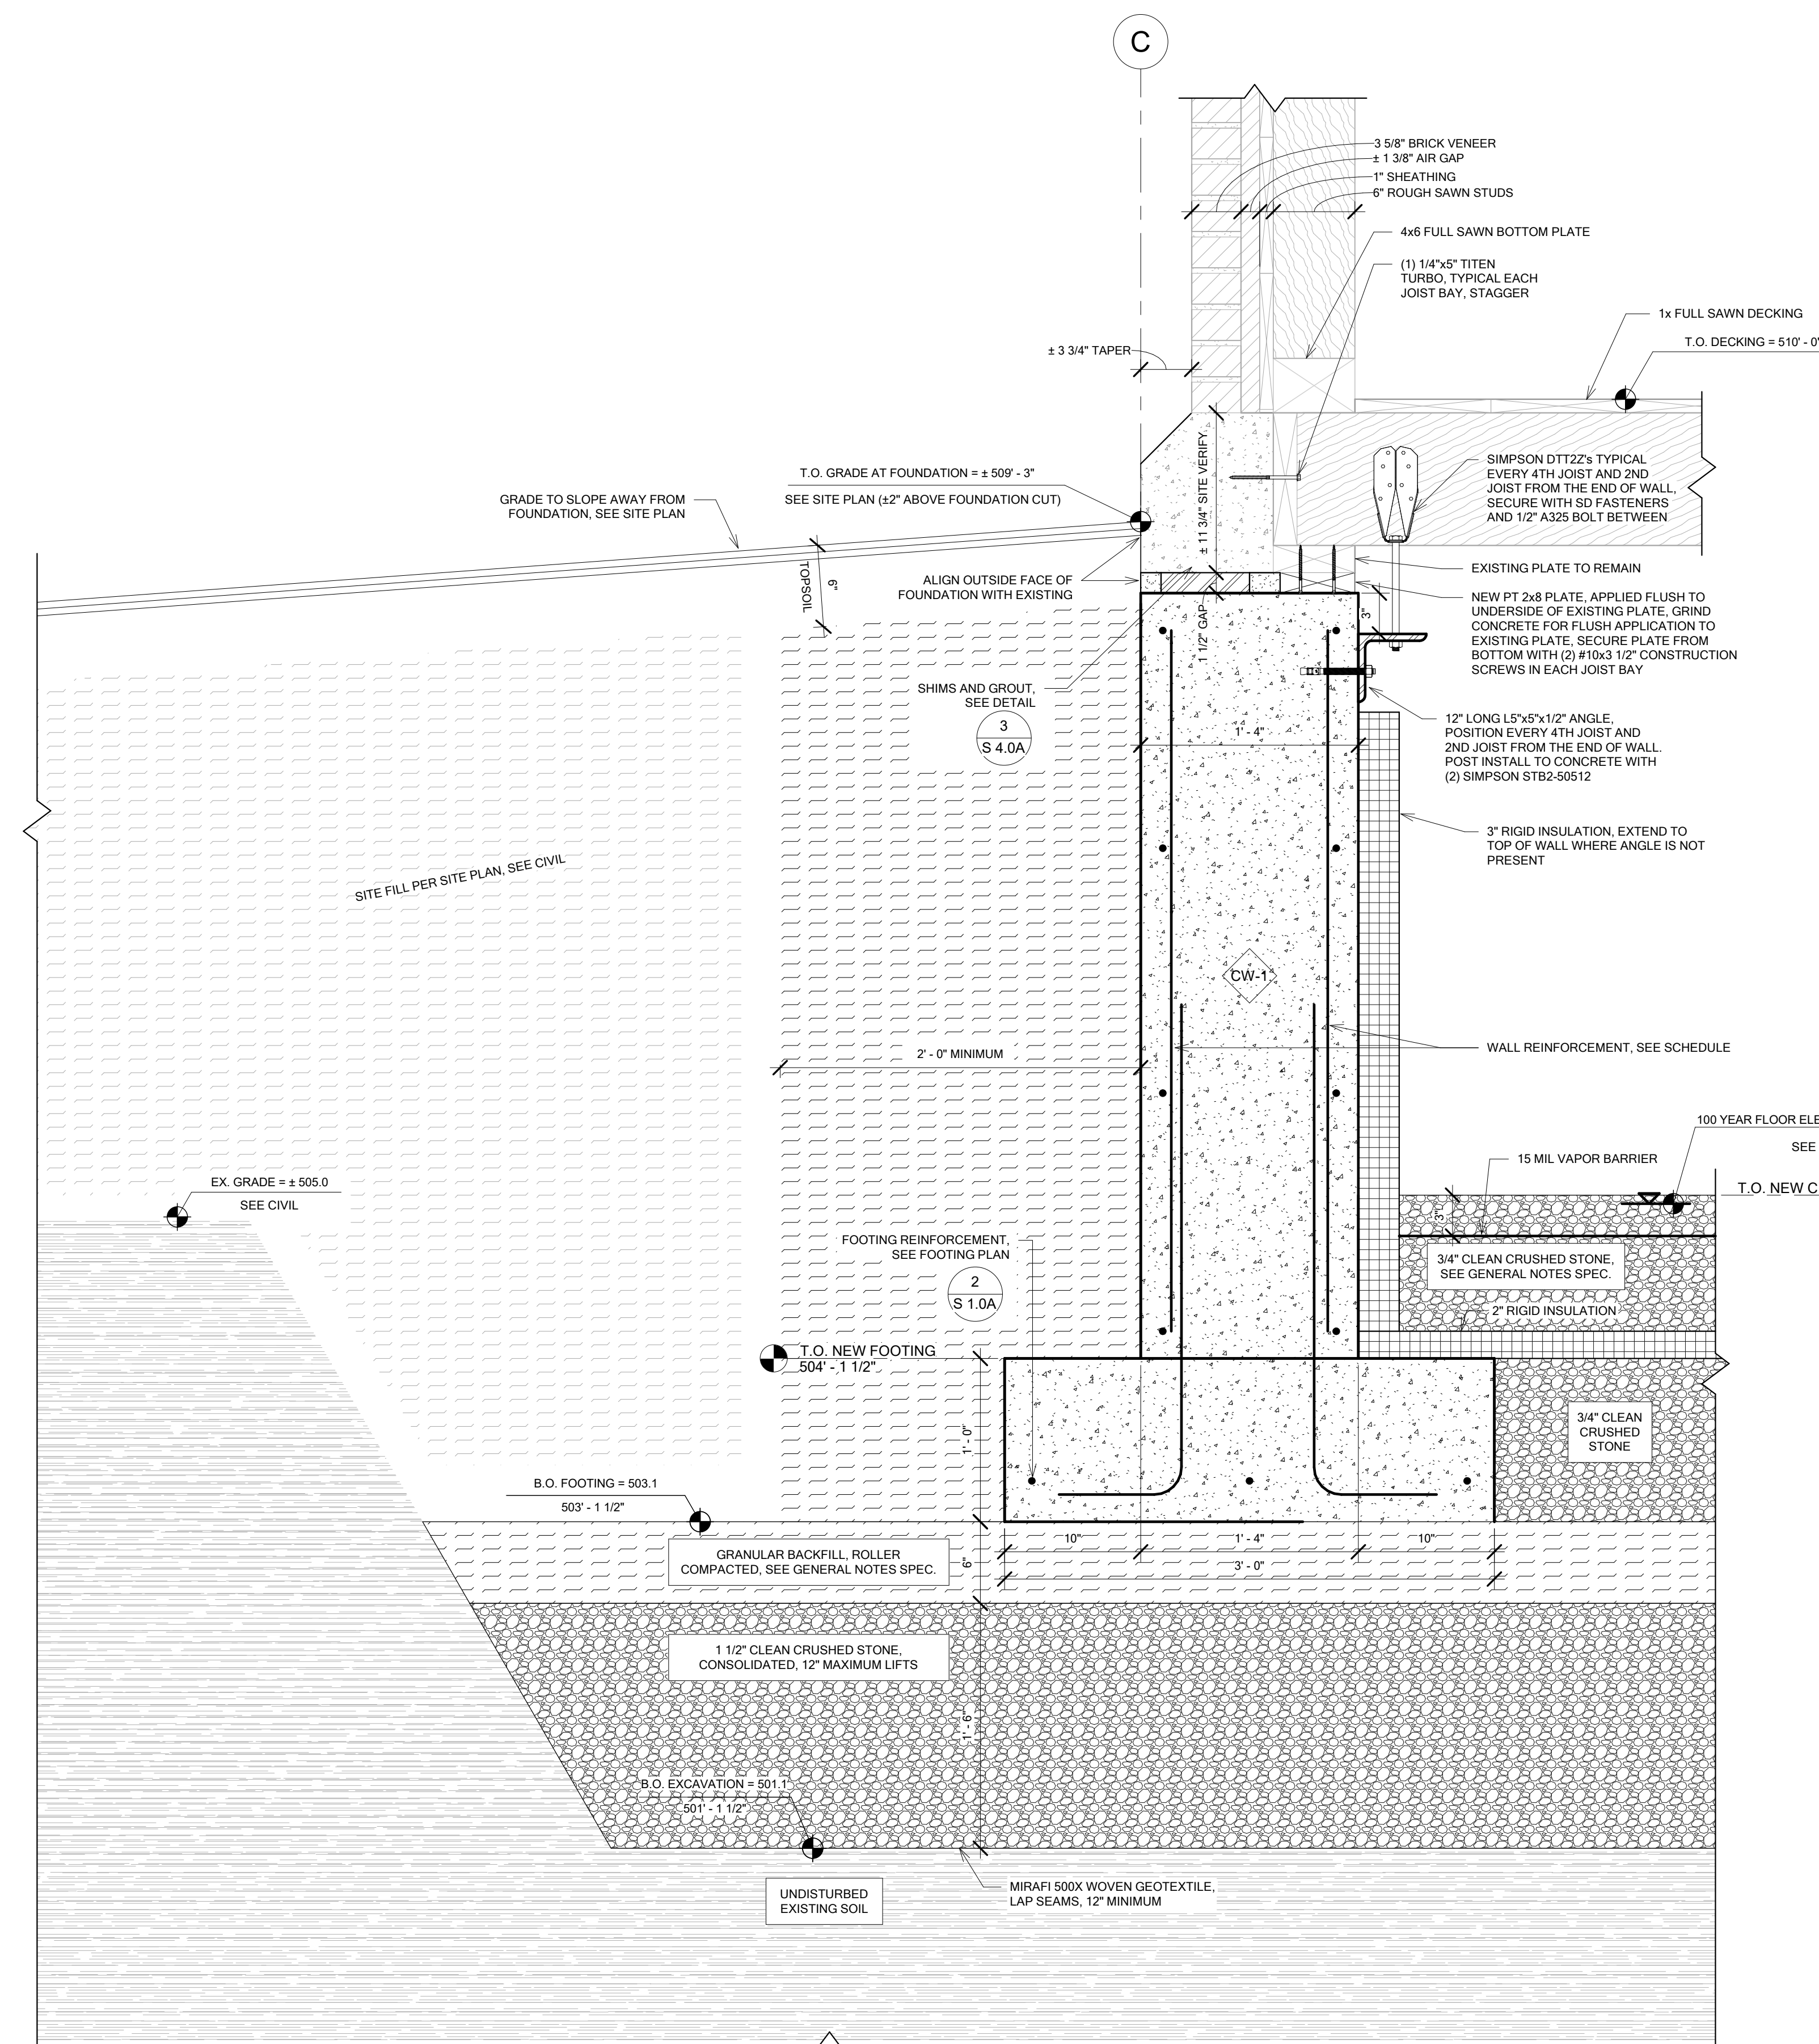 C
3 5/8" BRICK VENEER
± 1 3/8" AIR GAP
1" SHEATHING
6" ROUGH SAWN STUDS
4x6 FULL SAWN BOTTOM PLATE
(1) 1/4"x5" TITEN
TURBO, TYPICAL EACH
JOIST BAY, STAGGER
1x FULL SAWN DECKING
T.O. DECKING = 510' - 0"
± 3 3/4" TAPER
± 11 3/4" SITE VERIFY
SIMPSON DTT2Z's TYPICAL
EVERY 4TH JOIST AND 2ND
JOIST FROM THE END OF WALL,
SECURE WITH SD FASTENERS
AND 1/2" A325 BOLT BETWEEN
T.O. GRADE AT FOUNDATION = ± 509' - 3"
SEE SITE PLAN (±2" ABOVE FOUNDATION CUT)
GRADE TO SLOPE AWAY FROM
FOUNDATION, SEE SITE PLAN
TOPSOIL
6"
ALIGN OUTSIDE FACE OF
FOUNDATION WITH EXISTING
EXISTING PLATE TO REMAIN
NEW PT 2x8 PLATE, APPLIED FLUSH TO
UNDERSIDE OF EXISTING PLATE, GRIND
CONCRETE FOR FLUSH APPLICATION TO
EXISTING PLATE, SECURE PLATE FROM
BOTTOM WITH (2) #10x3 1/2" CONSTRUCTION
SCREWS IN EACH JOIST BAY
1 1/2" GAP
3"
SHIMS AND GROUT,
SEE DETAIL
3
S 4.0A
1' - 4"
12" LONG L5"x5"x1/2" ANGLE,
POSITION EVERY 4TH JOIST AND
2ND JOIST FROM THE END OF WALL.
POST INSTALL TO CONCRETE WITH
(2) SIMPSON STB2-50512
3" RIGID INSULATION, EXTEND TO
TOP OF WALL WHERE ANGLE IS NOT
PRESENT
SITE FILL PER SITE PLAN, SEE CIVIL
CW-1
2' - 0" MINIMUM
WALL REINFORCEMENT, SEE SCHEDULE
100 YEAR FLOOR ELE
SEE
15 MIL VAPOR BARRIER
T.O. NEW C
EX. GRADE = ± 505.0
SEE CIVIL
3"
FOOTING REINFORCEMENT,
SEE FOOTING PLAN
2
S 1.0A
3/4" CLEAN CRUSHED STONE,
SEE GENERAL NOTES SPEC.
2" RIGID INSULATION
T.O. NEW FOOTING
504' - 1 1/2"
1' - 0"
3/4" CLEAN
CRUSHED
STONE
B.O. FOOTING = 503.1
503' - 1 1/2"
10"
1' - 4"
10"
3' - 0"
GRANULAR BACKFILL, ROLLER
COMPACTED, SEE GENERAL NOTES SPEC.
6"
1 1/2" CLEAN CRUSHED STONE,
CONSOLIDATED, 12" MAXIMUM LIFTS
1' - 6"
B.O. EXCAVATION = 501.1'
501' - 1 1/2"
UNDISTURBED
EXISTING SOIL
MIRAFI 500X WOVEN GEOTEXTILE,
LAP SEAMS, 12" MINIMUM